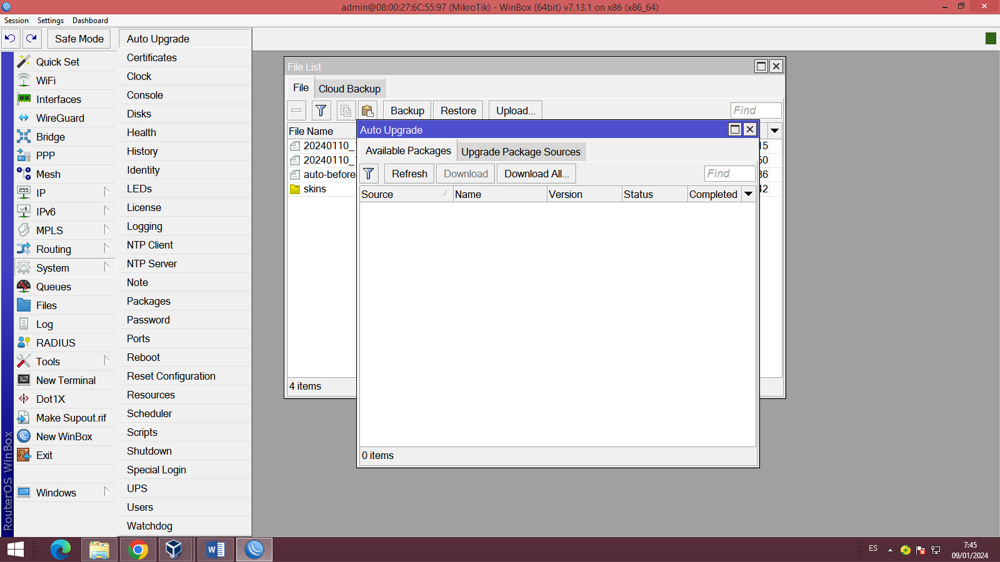 admin@08:00:27:6C:55:97 (MikroTik) - WinBox (64bit) v7.13.1 on x86 (x86_64)
Session Settings Dashboard
Safe Mode
Quick Set
WiFi
Interfaces
WireGuard
Bridge
PPP
Mesh
IP
IPv6
MPLS
Routing
System
Queues
Files
Log
RADIUS
Tools
New Terminal
Dot1X
Make Supout.rif
New WinBox
Exit
Windows
RouterOS WinBox
Auto Upgrade
Certificates
Clock
Console
Disks
Health
History
Identity
LEDs
License
Logging
NTP Client
NTP Server
Note
Packages
Password
Ports
Reboot
Reset Configuration
Resources
Scheduler
Scripts
Shutdown
Special Login
UPS
Users
Watchdog
File List
File Cloud Backup
Backup Restore Upload... Find
File Name
20240110_ 15
20240110_ 50
auto-before 36
skins 42
4 items
Auto Upgrade
Available Packages Upgrade Package Sources
Refresh Download Download All... Find
Source Name Version Status Completed
0 items
ES
7:45
09/01/2024